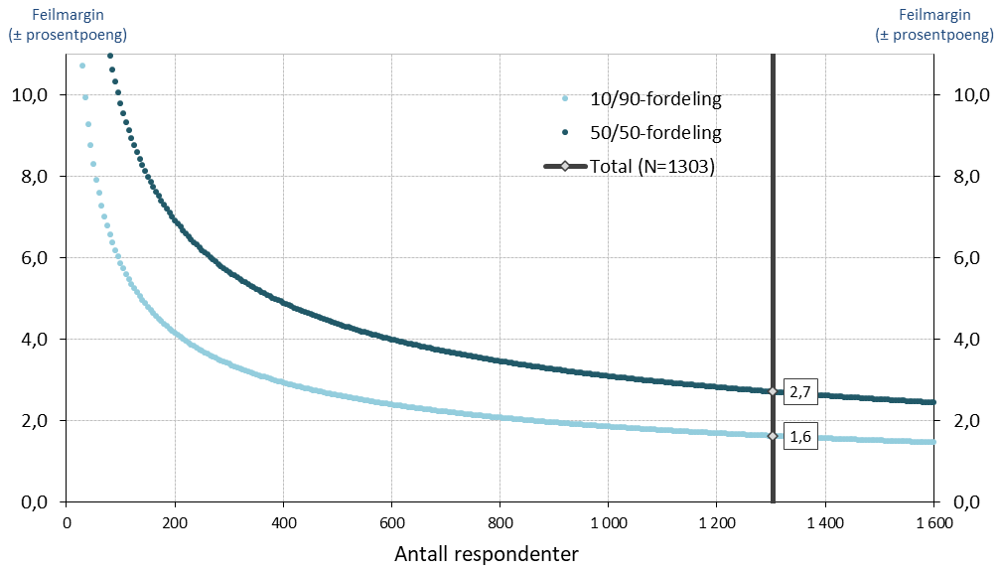 Feilmargin
(± prosentpoeng)
Feilmargin
(± prosentpoeng)
10/90-fordeling
50/50-fordeling
Total (N=1303)
10,0
8,0
6,0
4,0
2,0
0,0
10,0
8,0
6,0
4,0
2,0
0,0
2,7
1,6
0
200
400
600
800
1 000
1 200
1 400
1 600
Antall respondenter